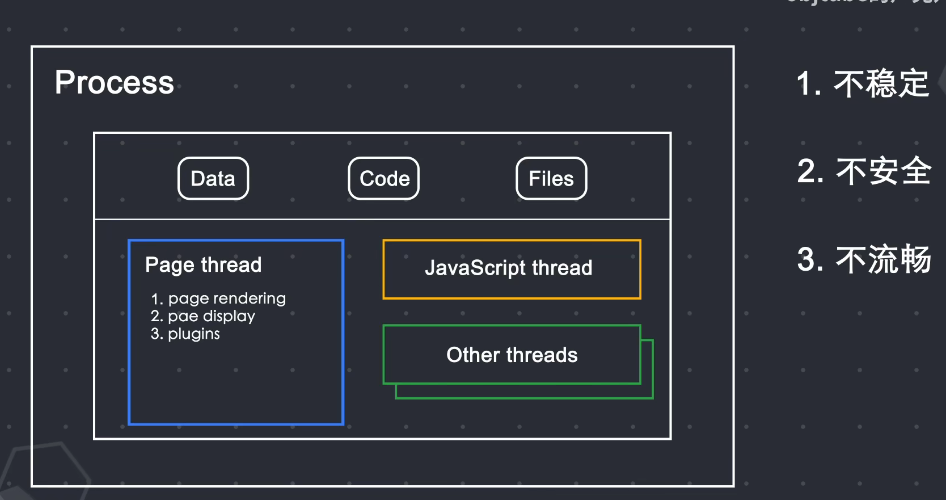 Process
1. 不稳定
Data
Code
Files
2. 不安全
Page thread
1. page rendering
2. pae display
3. plugins
JavaScript thread
3. 不流畅
Other threads